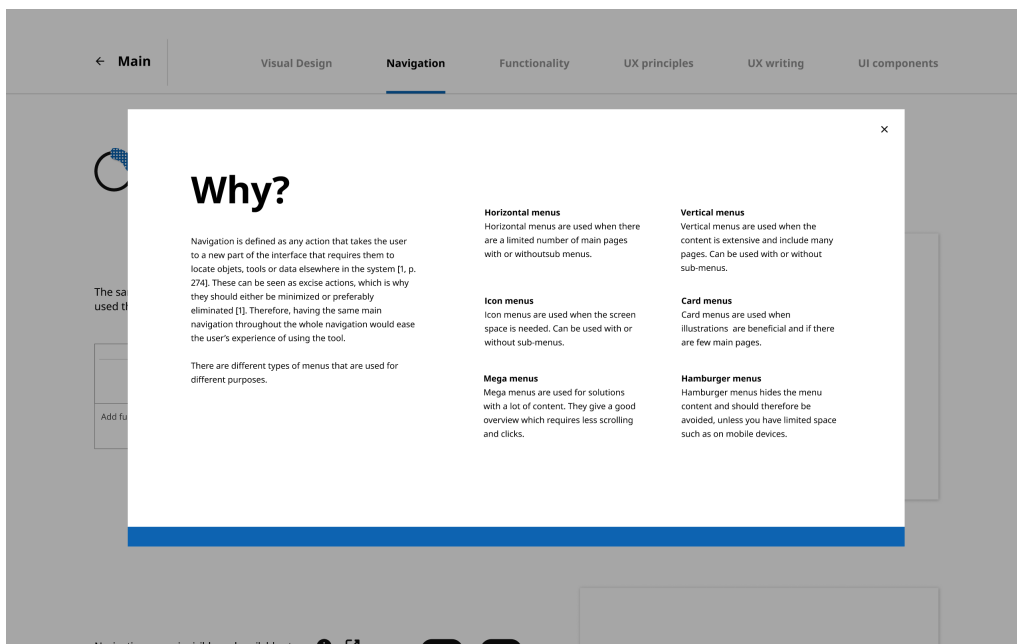 ← Main
Visual Design
Navigation
Functionality
UX principles
UX writing
UI components
×
Why?
Navigation is defined as any action that takes the user
to a new part of the interface that requires them to
locate objets, tools or data elsewhere in the system [1, p.
274]. These can be seen as excise actions, which is why
they should either be minimized or preferably
eliminated [1]. Therefore, having the same main
navigation throughout the whole navigation would ease
the user's experience of using the tool.
There are different types of menus that are used for
different purposes.
Horizontal menus
Horizontal menus are used when there
are a limited number of main pages
with or withoutsub menus.
Vertical menus
Vertical menus are used when the
content is extensive and include many
pages. Can be used with or without
sub-menus.
Icon menus
Icon menus are used when the screen
space is needed. Can be used with or
without sub-menus.
Card menus
Card menus are used when
illustrations  are beneficial and if there
are few main pages.
Mega menus
Mega menus are used for solutions
with a lot of content. They give a good
overview which requires less scrolling
and clicks.
Hamburger menus
Hamburger menus hides the menu
content and should therefore be
avoided, unless you have limited space
such as on mobile devices.
The
used
Add